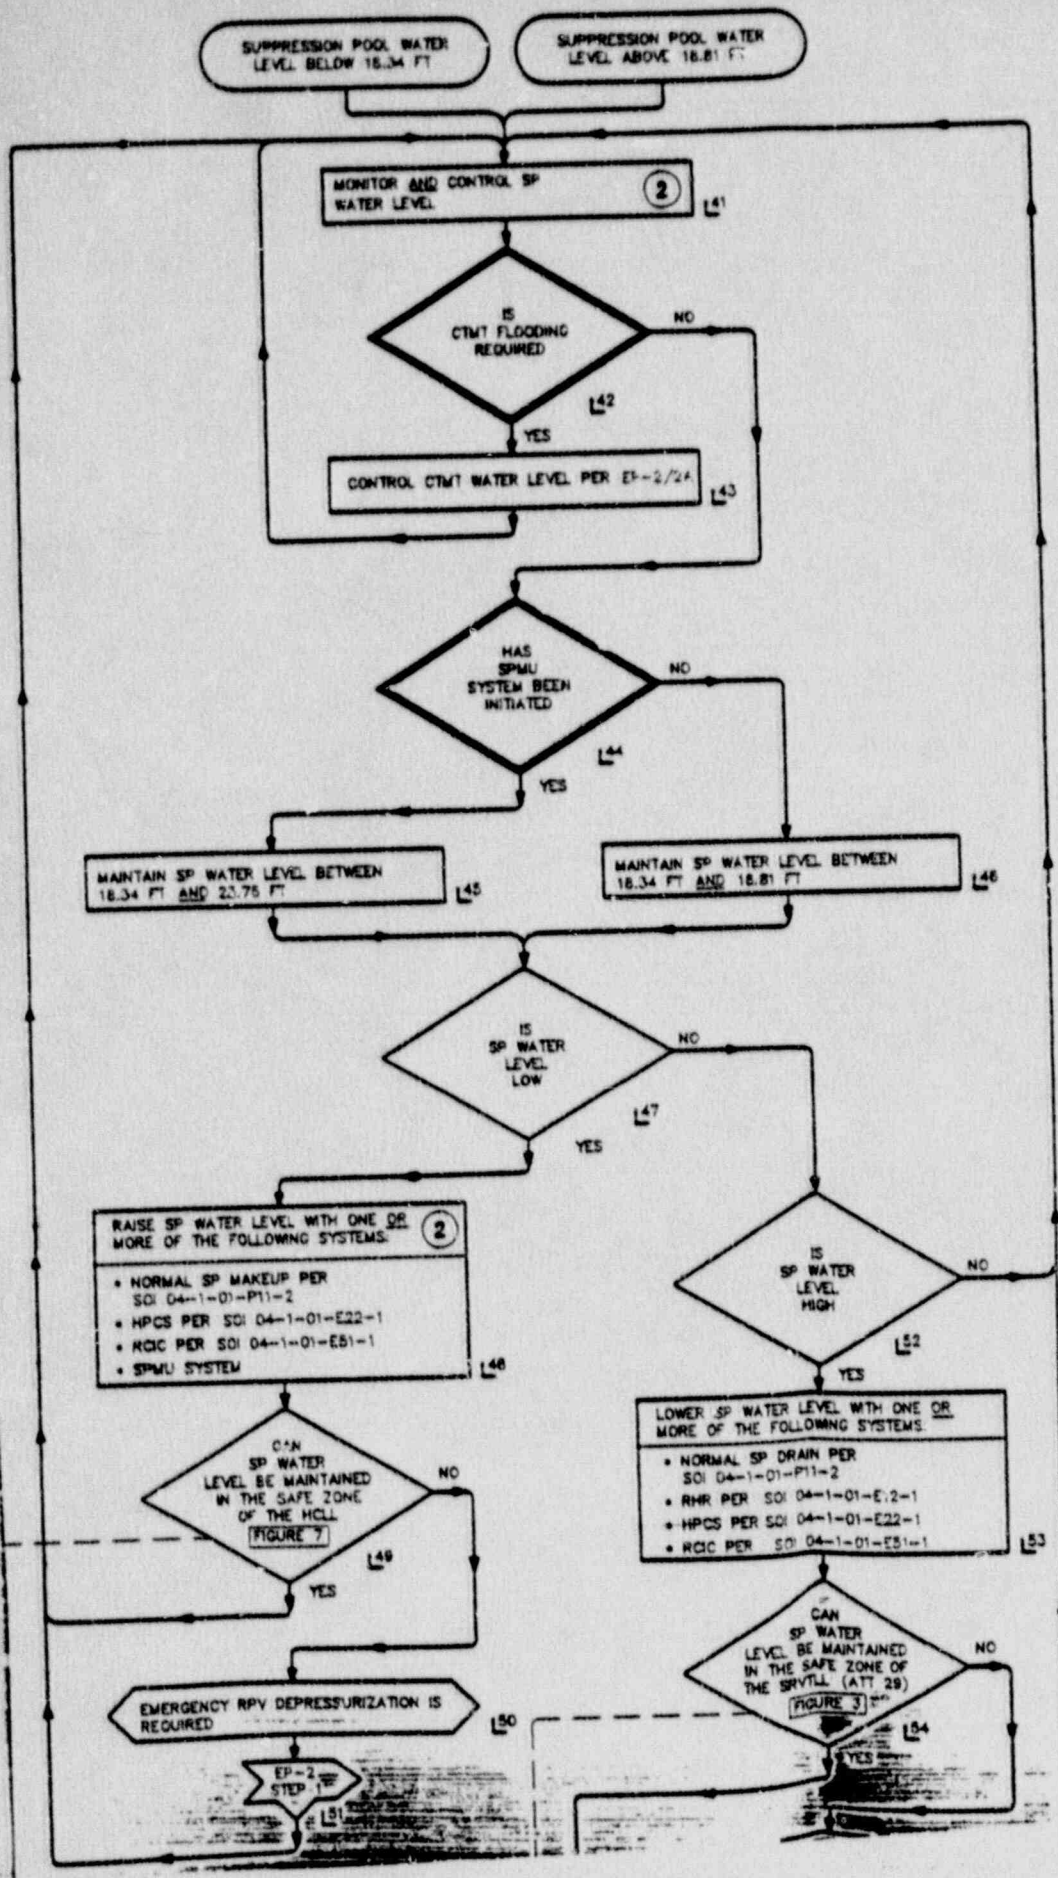 SUPPRESSION POOL WATER
LEVEL BELOW 18.34 FT
SUPPRESSION POOL WATER
LEVEL ABOVE 18.81 FT
MONITOR AND CONTROL SP
WATER LEVEL
2
41
IS
CTMT FLOODING
REQUIRED
NO
42
YES
CONTROL CTMT WATER LEVEL PER EP-2/2A
43
HAS
SPMU
SYSTEM BEEN
INITIATED
NO
44
YES
MAINTAIN SP WATER LEVEL BETWEEN
18.34 FT AND 23.75 FT
45
MAINTAIN SP WATER LEVEL BETWEEN
18.34 FT AND 18.81 FT
46
IS
SP WATER
LEVEL
LOW
NO
47
YES
RAISE SP WATER LEVEL WITH ONE OR
MORE OF THE FOLLOWING SYSTEMS:
2
• NORMAL SP MAKEUP PER
SOI 04-1-01-P11-2
• HPCS PER SOI 04-1-01-E22-1
• RCIC PER SOI 04-1-01-E51-1
• SPMU SYSTEM
48
IS
SP WATER
LEVEL
HIGH
NO
52
YES
CAN
SP WATER
LEVEL BE MAINTAINED
IN THE SAFE ZONE
OF THE HCLL
FIGURE 7
NO
49
YES
LOWER SP WATER LEVEL WITH ONE OR
MORE OF THE FOLLOWING SYSTEMS
• NORMAL SP DRAIN PER
SOI 04-1-01-P11-2
• RHR PER SOI 04-1-01-E12-1
• HPCS PER SOI 04-1-01-E22-1
• RCIC PER SOI 04-1-01-E51-1
53
EMERGENCY RPV DEPRESSURIZATION IS
REQUIRED
50
EP-2
STEP 1
51
CAN
SP WATER
LEVEL BE MAINTAINED
IN THE SAFE ZONE OF
THE SRVTLL (ATT 29)
FIGURE 3
NO
54
YES